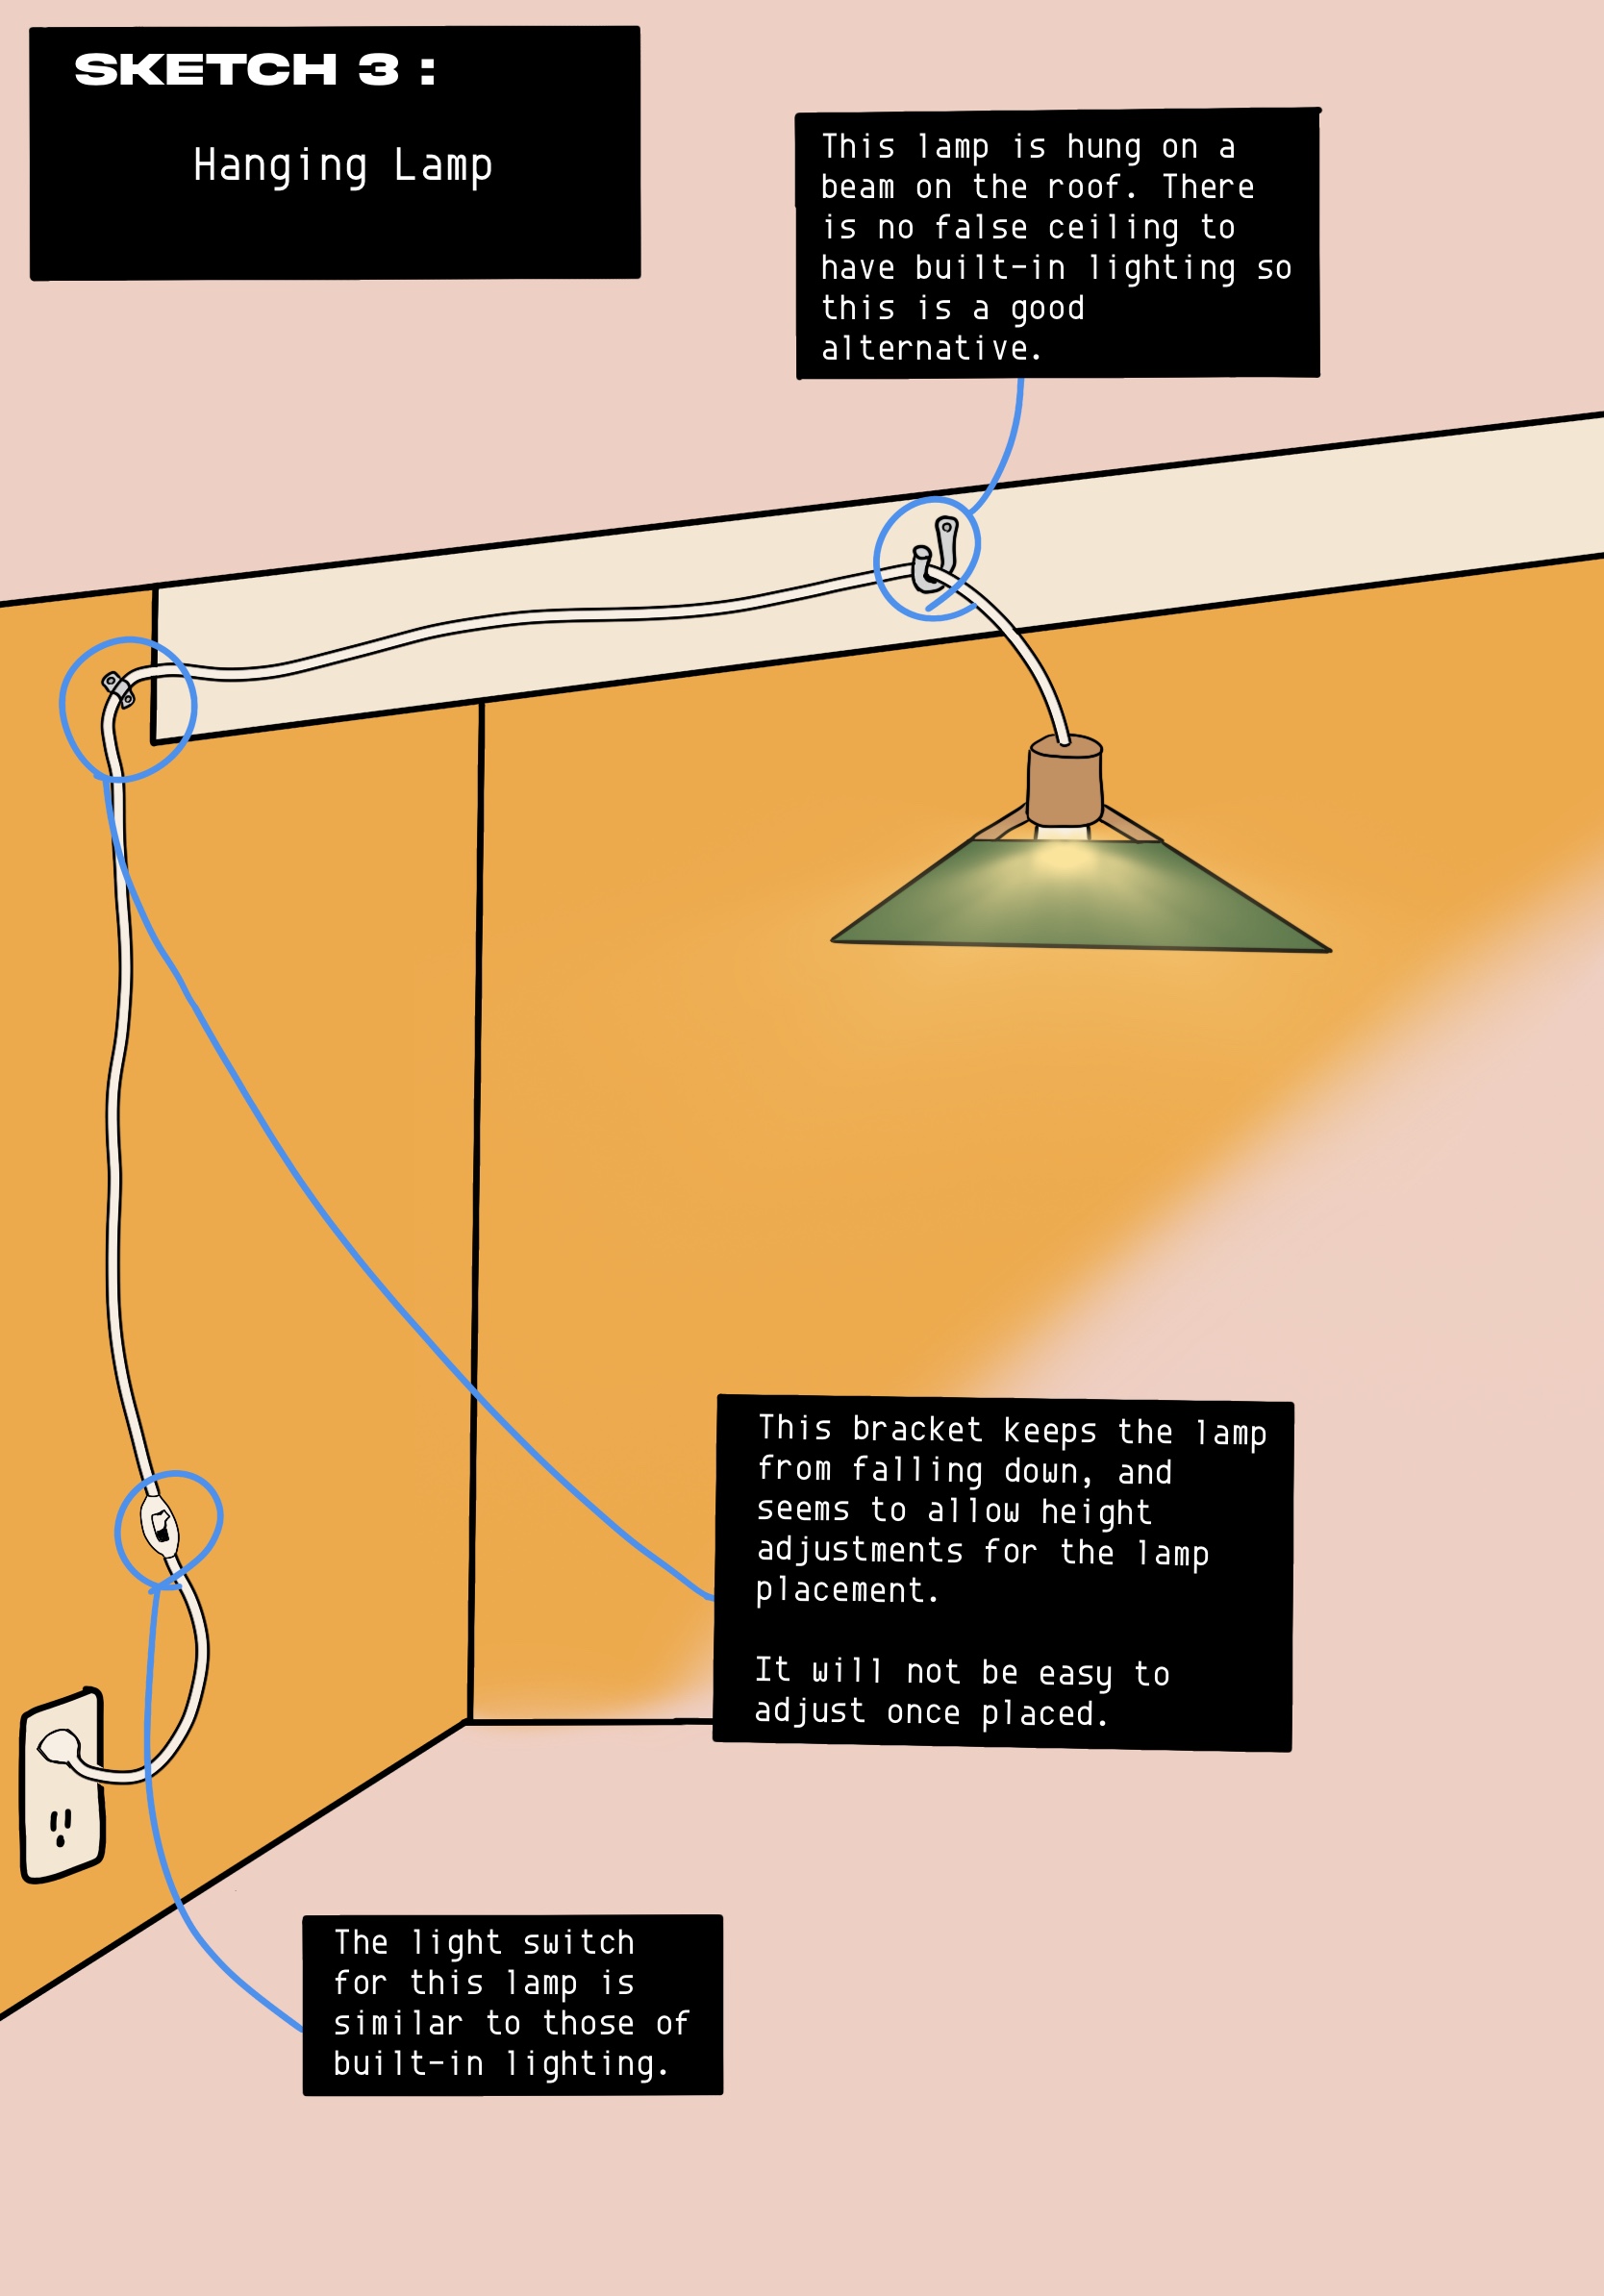 SKETCH 3 :
Hanging Lamp
This lamp is hung on a
beam on the roof. There
is no false ceiling to
have built-in lighting so
this is a good
alternative.
This bracket keeps the lamp
from falling down, and
seems to allow height
adjustments for the lamp
placement.
It will not be easy to
adjust once placed.
The light switch
for this lamp is
similar to those of
built-in lighting.